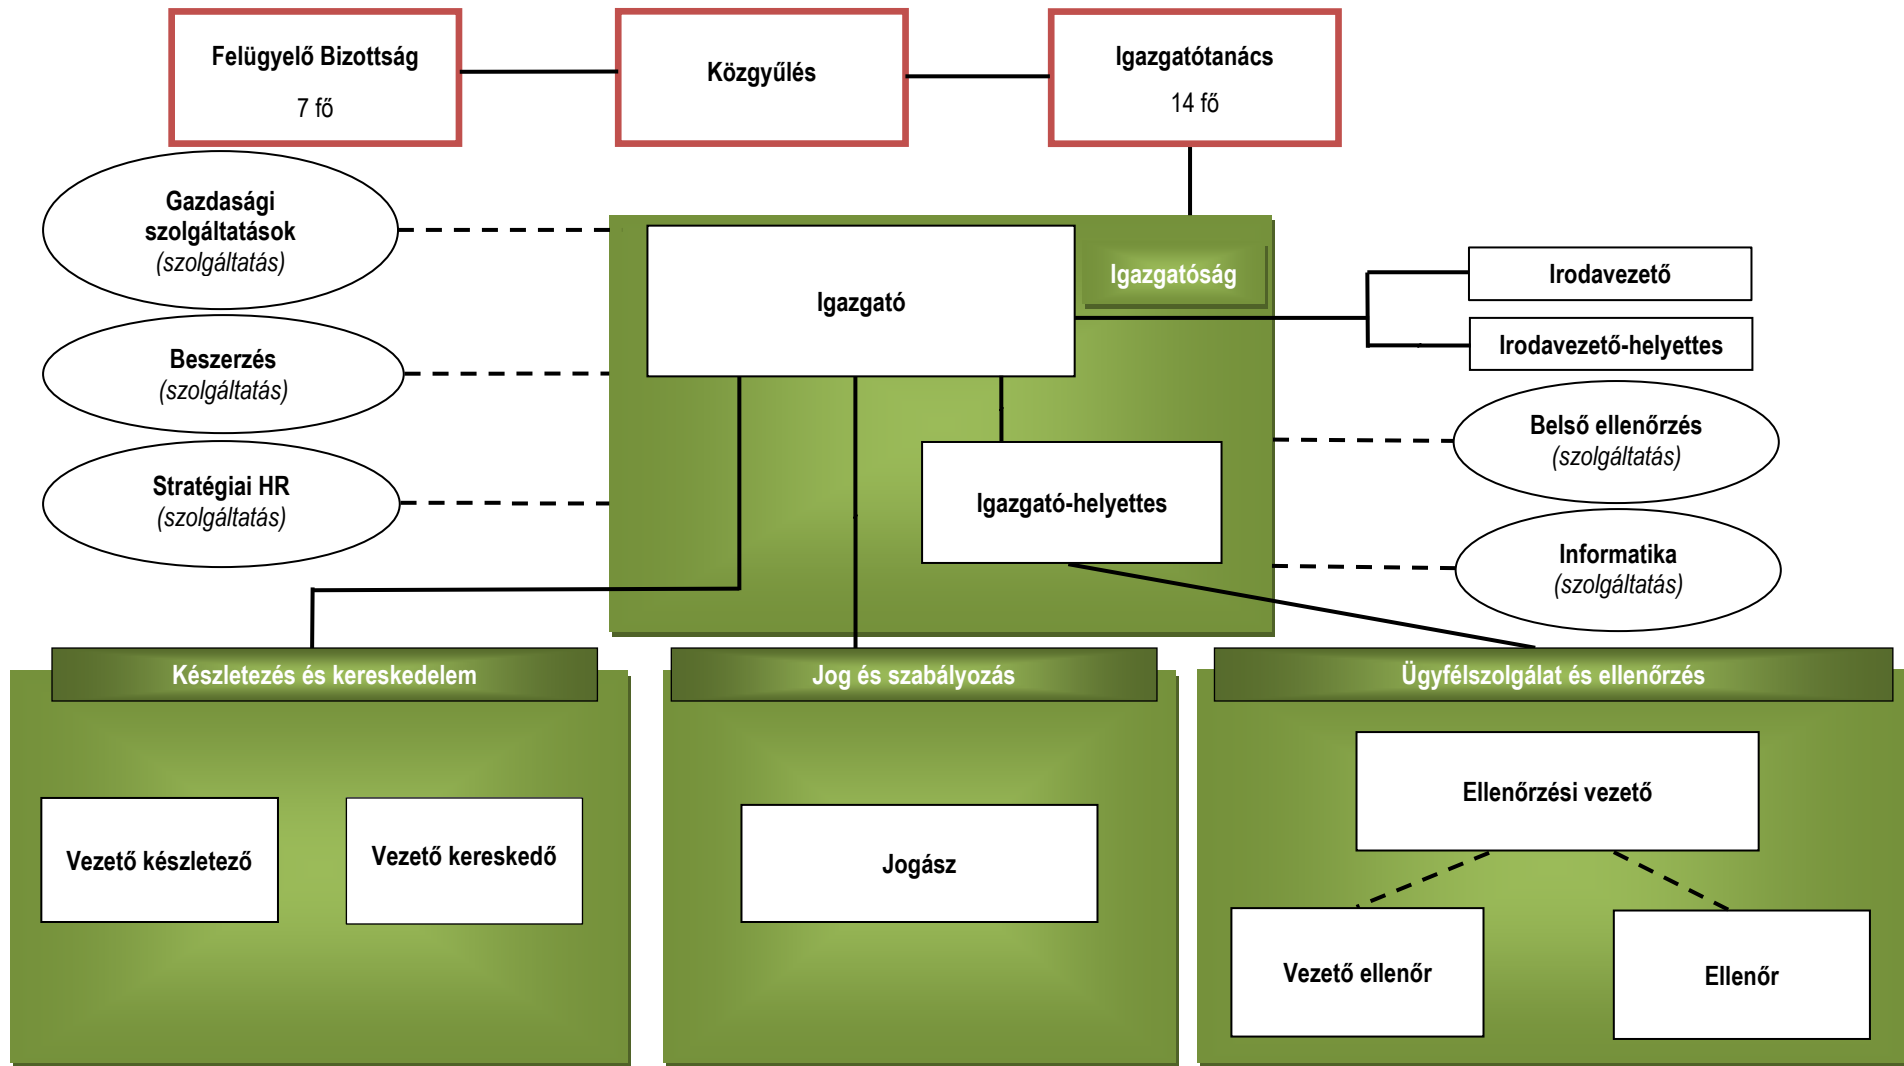 Felügyelő Bizottság
7 fő
Közgyűlés
Igazgatótanács
14 fő
Gazdasági
szolgáltatások
(szolgáltatás)
Igazgató
Igazgatóság
Irodavezető
Irodavezető-helyettes
Beszerzés
(szolgáltatás)
Belső ellenőrzés
(szolgáltatás)
Stratégiai HR
(szolgáltatás)
Igazgató-helyettes
Informatika
(szolgáltatás)
Készletezés és kereskedelem
Jog és szabályozás
Ügyfélszolgálat és ellenőrzés
Vezető készletező
Vezető kereskedő
Jogász
Ellenőrzési vezető
Vezető ellenőr
Ellenőr